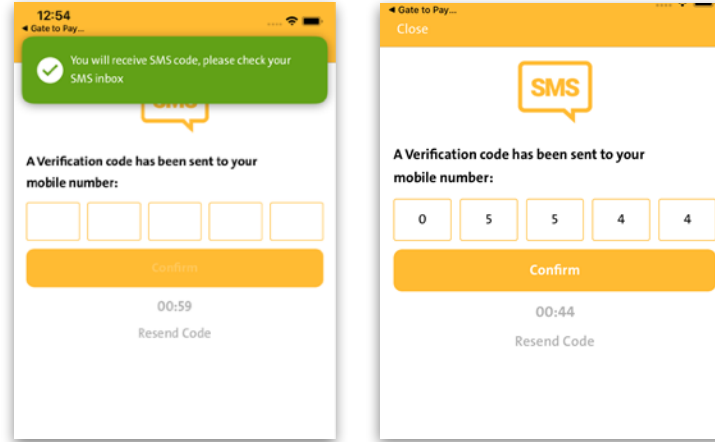 12:54
◀ Gate to Pay...
You will receive SMS code, please check your
SMS inbox
SMS
A Verification code has been sent to your
mobile number:
Confirm
00:59
Resend Code
◀ Gate to Pay...
Close
SMS
A Verification code has been sent to your
mobile number:
0 5 5 4 4
Confirm
00:44
Resend Code